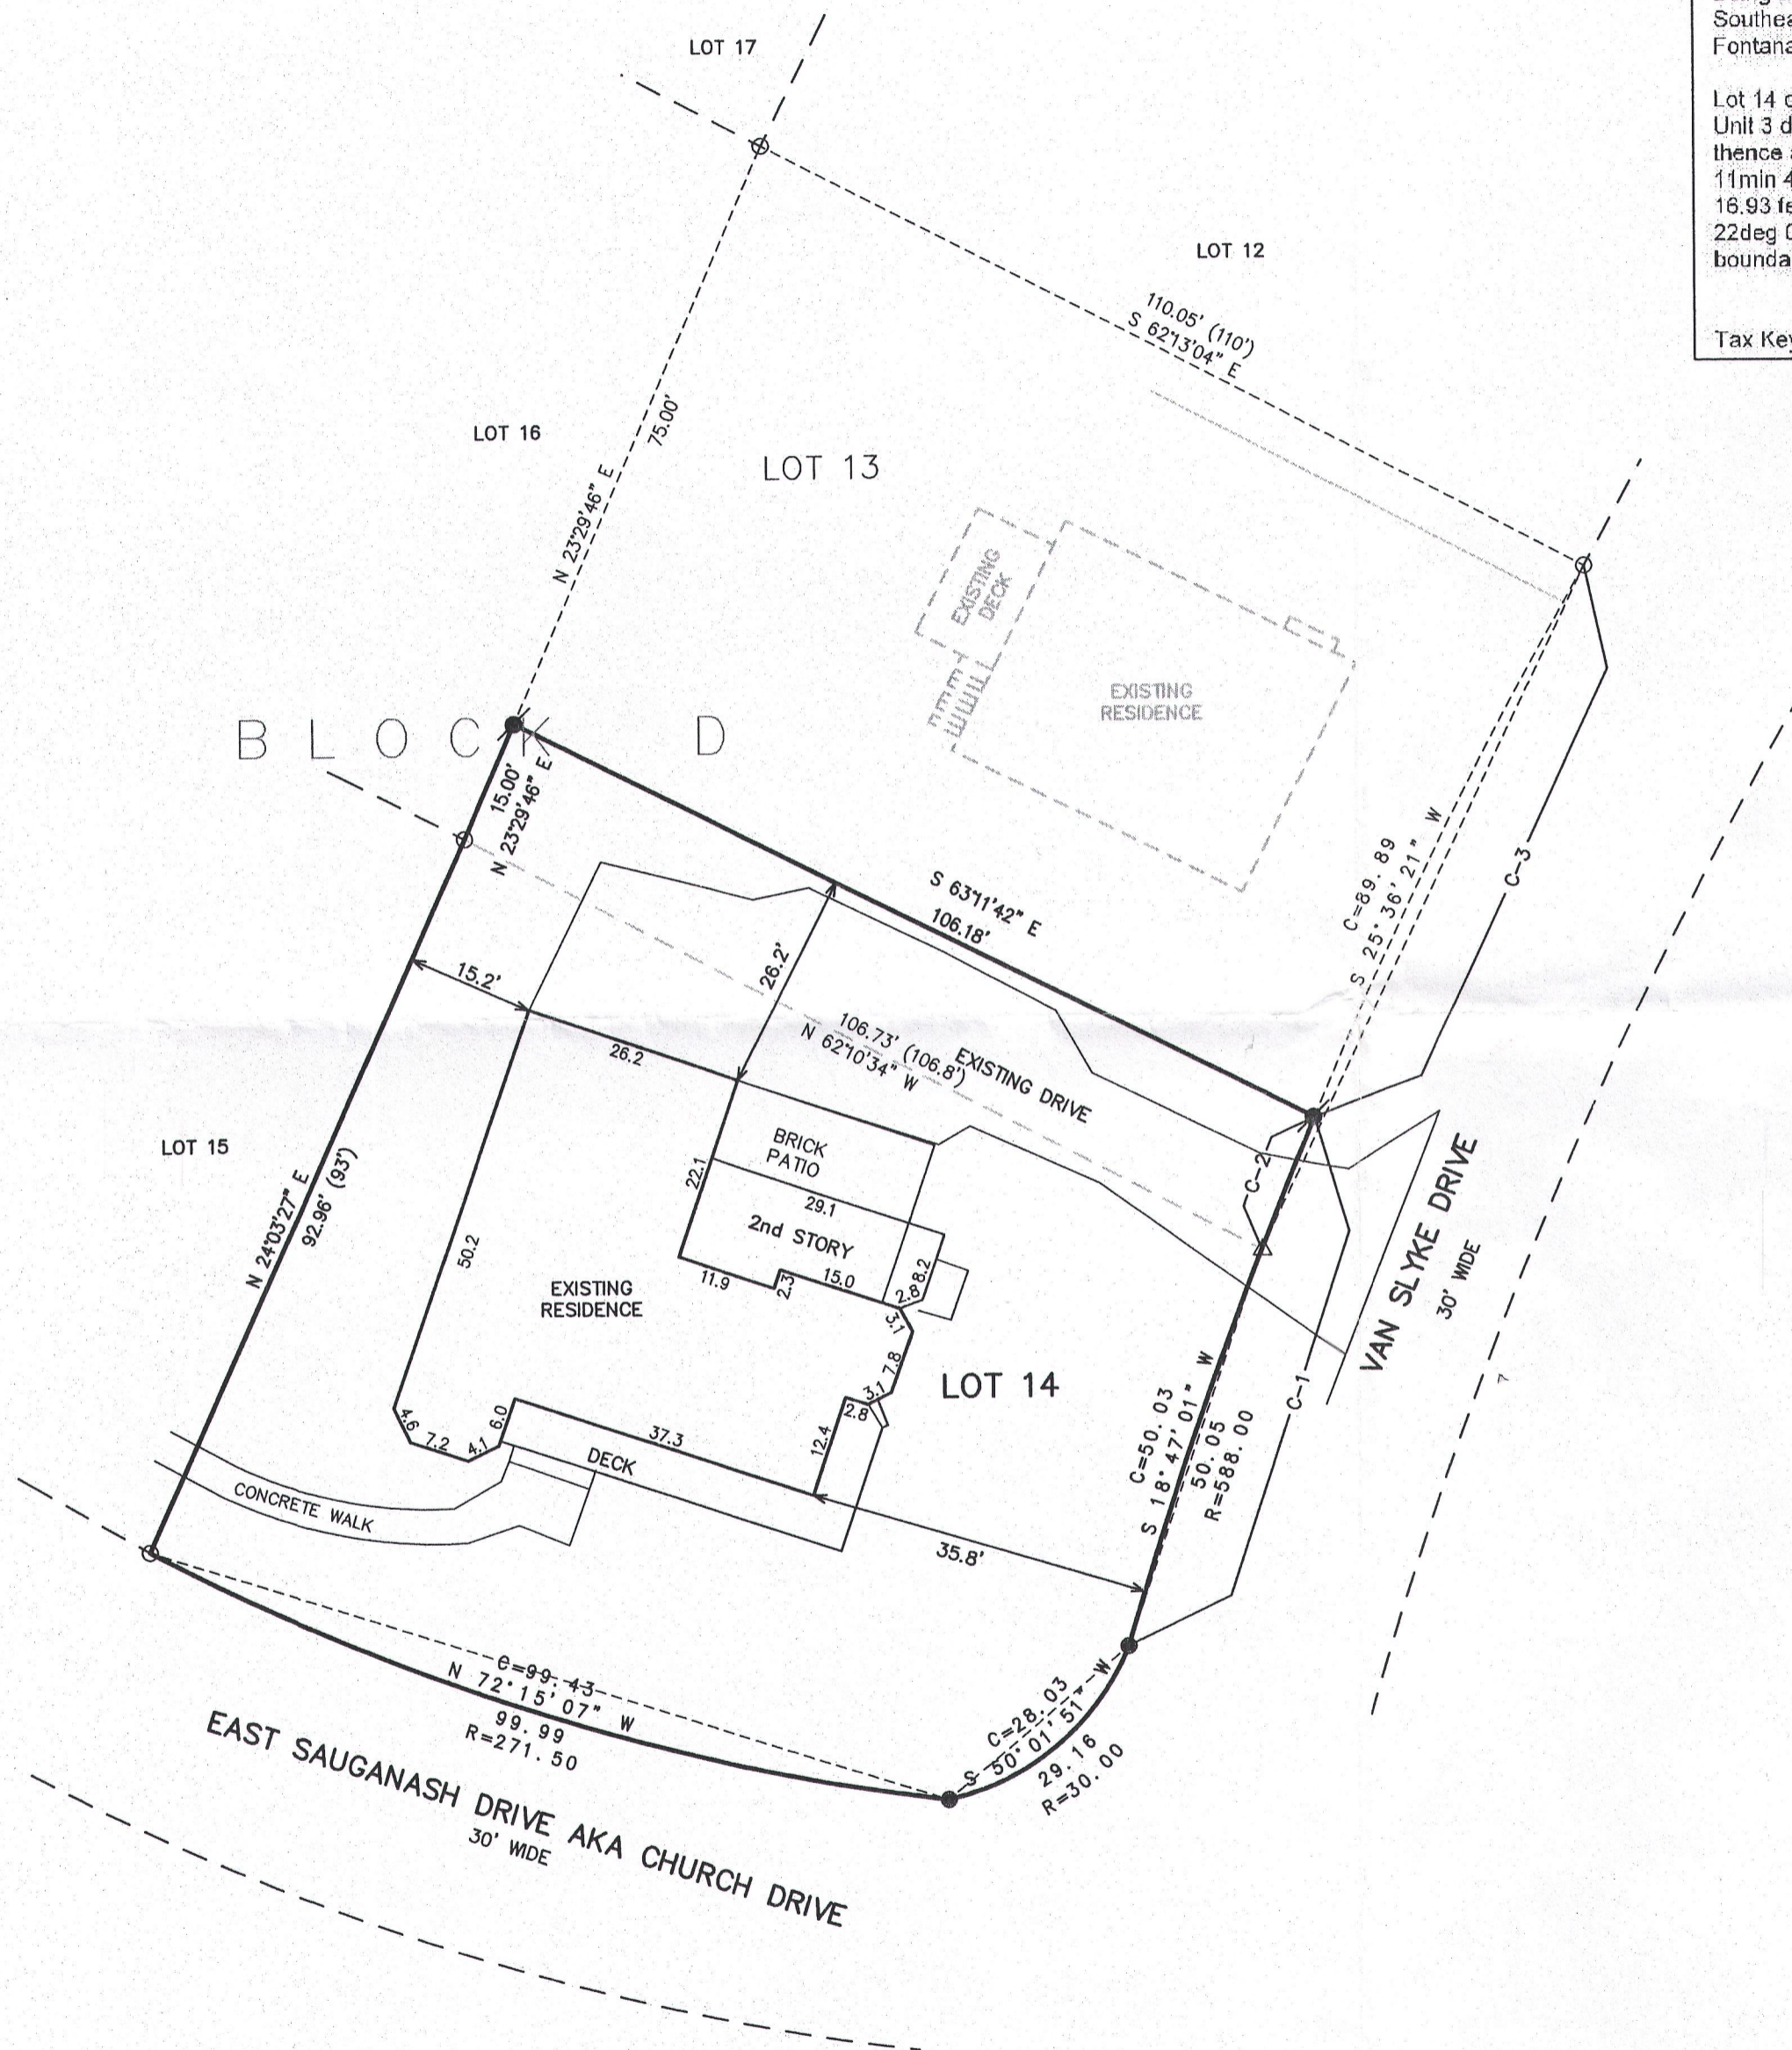 Southea
Fontana
Lot 14 o
Unit 3 d
thence
11min 4
16.93 fe
22deg 0
bounda
Tax Key
LOT 17
LOT 12
110.05' (110')
S 62°13'04" E
LOT 16
75.00'
N 23°29'46" E
LOT 13
EXISTING
DECK
EXISTING
RESIDENCE
BLOCK D
15.00'
N 23°29'46" E
S 63°11'42" E
106.18'
C=89.89
S 25°36'21" W
C-3
15.2'
26.2'
26.2
106.73' (106.8')
N 62°10'34" W
EXISTING DRIVE
LOT 15
BRICK
PATIO
22.1
29.1
2nd STORY
C-2
VAN SLYKE DRIVE
30' WIDE
N 24°03'27" E
92.96' (93')
50.2
EXISTING
RESIDENCE
11.9
2.3
15.0
2.8
8.2
3.1
7.8
3.1
2.8
12.4
LOT 14
C-1
C=50.03
S 18°47'01" W
50.05
R=588.00
4.6
7.2
4.1
6.0
37.3
DECK
CONCRETE WALK
35.8'
C=99.43
N 72°15'07" W
99.99
R=271.50
C=28.03
S 50°01'51" W
29.16
R=30.00
EAST SAUGANASH DRIVE AKA CHURCH DRIVE
30' WIDE